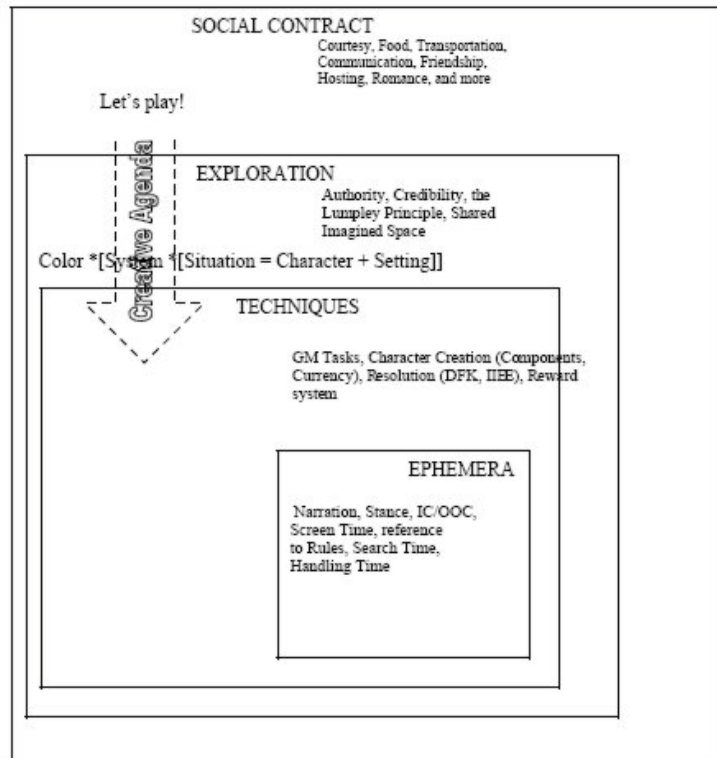 SOCIAL CONTRACT
Courtesy, Food, Transportation,
Communication, Friendship,
Hosting, Romance, and more
Let's play!
Creative Agenda
EXPLORATION
Authority, Credibility, the
Lumpley Principle, Shared
Imagined Space
Color *[System *[Situation = Character + Setting]]
TECHNIQUES
GM Tasks, Character Creation (Components,
Currency), Resolution (DFK, IIEE), Reward
system
EPHEMERA
Narration, Stance, IC/OOC,
Screen Time, reference
to Rules, Search Time,
Handling Time